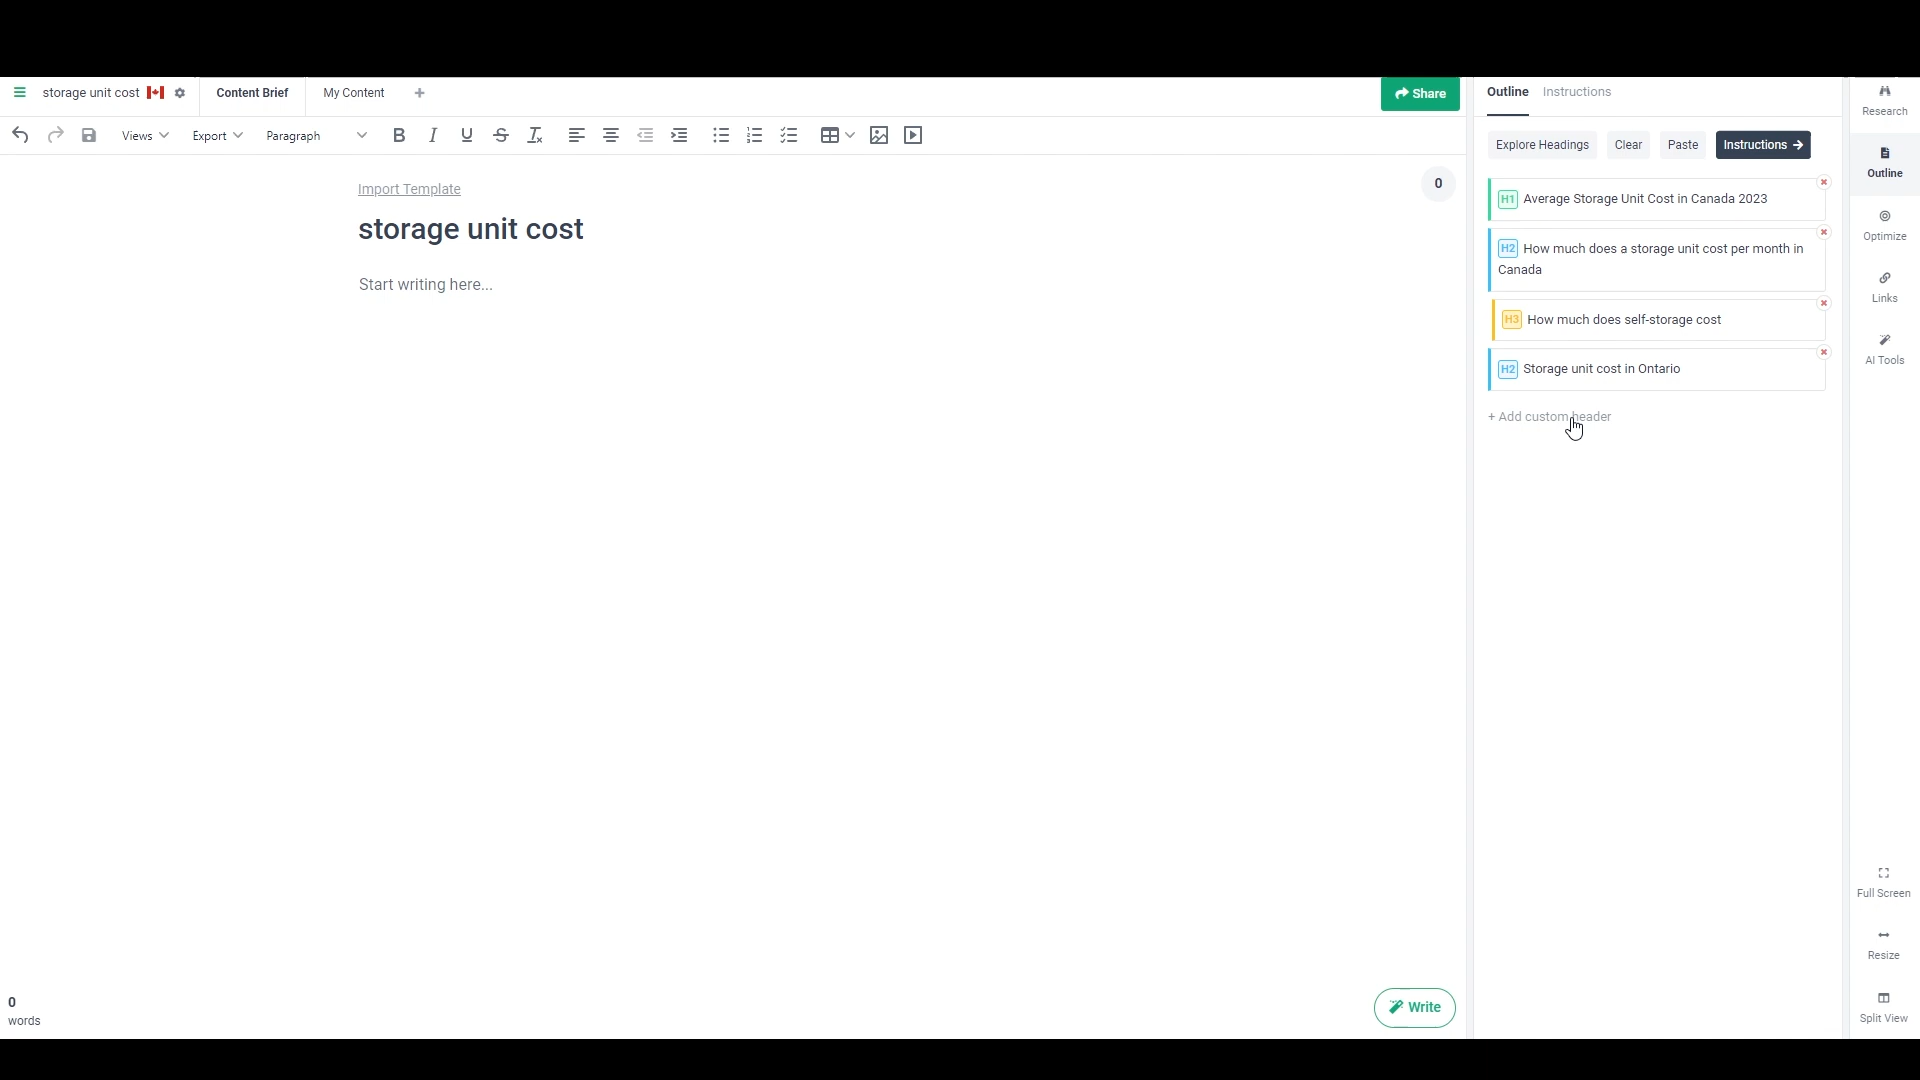 storage unit cost
Content Brief
My Content
+
Share
Views
Export
Paragraph
B
I
U
S
Import Template
0
storage unit cost
Start writing here...
0
words
Write
Outline
Instructions
Explore Headings
Clear
Paste
Instructions →
H1 Average Storage Unit Cost in Canada 2023
H2 How much does a storage unit cost per month in
Canada
H3 How much does self-storage cost
H2 Storage unit cost in Ontario
+ Add custom header
Research
Outline
Optimize
Links
AI Tools
Full Screen
Resize
Split View